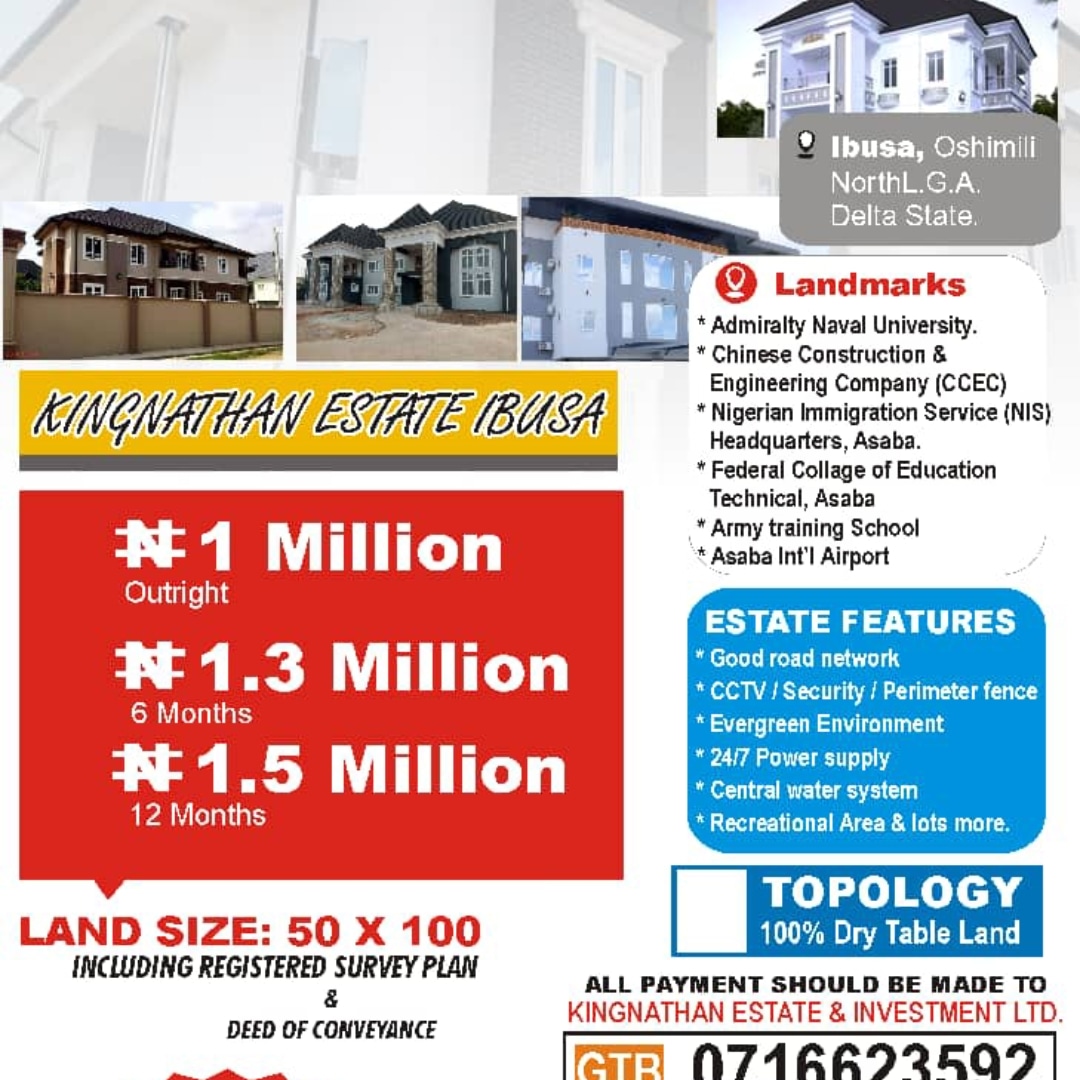 Ibusa, Oshimili
NorthL.G.A.
Delta State.
Landmarks
* Admiralty Naval University.
* Chinese Construction &
Engineering Company (CCEC)
* Nigerian Immigration Service (NIS)
Headquarters, Asaba.
* Federal Collage of Education
Technical, Asaba
* Army training School
* Asaba Int'l Airport
KINGNATHAN ESTATE IBUSA
₦ 1 Million
Outright
₦ 1.3 Million
6 Months
₦ 1.5 Million
12 Months
ESTATE FEATURES
* Good road network
* CCTV / Security / Perimeter fence
* Evergreen Environment
* 24/7 Power supply
* Central water system
* Recreational Area & lots more.
TOPOLOGY
100% Dry Table Land
LAND SIZE: 50 X 100
INCLUDING REGISTERED SURVEY PLAN
&
DEED OF CONVEYANCE
ALL PAYMENT SHOULD BE MADE TO
KINGNATHAN ESTATE & INVESTMENT LTD.
GTB 0716623592